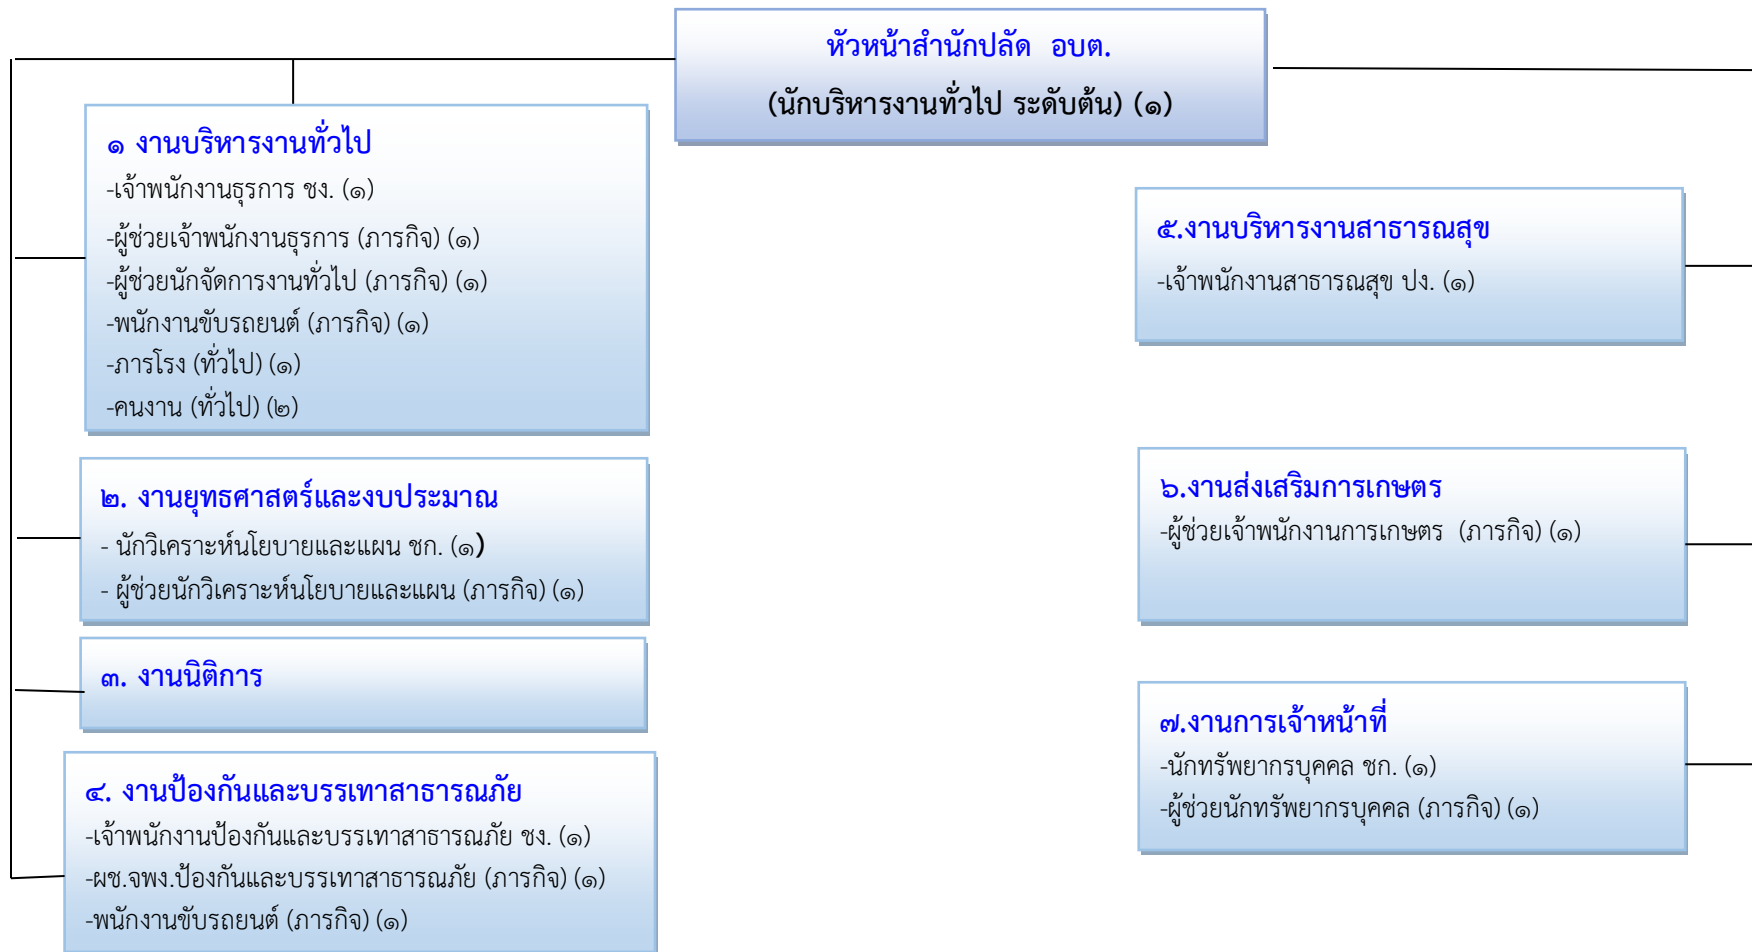 หัวหน้าสำนักปลัด  อบต.
(นักบริหารงานทั่วไป ระดับต้น) (๑)
๑ งานบริหารงานทั่วไป
-เจ้าพนักงานธุรการ ชง. (๑)
-ผู้ช่วยเจ้าพนักงานธุรการ (ภารกิจ) (๑)
-ผู้ช่วยนักจัดการงานทั่วไป (ภารกิจ) (๑)
-พนักงานขับรถยนต์ (ภารกิจ) (๑)
-ภารโรง (ทั่วไป) (๑)
-คนงาน (ทั่วไป) (๒)
๒. งานยุทธศาสตร์และงบประมาณ
- นักวิเคราะห์นโยบายและแผน ชก. (๑)
- ผู้ช่วยนักวิเคราะห์นโยบายและแผน (ภารกิจ) (๑)
๓. งานนิติการ
๔. งานป้องกันและบรรเทาสาธารณภัย
-เจ้าพนักงานป้องกันและบรรเทาสาธารณภัย ชง. (๑)
-ผช.จพง.ป้องกันและบรรเทาสาธารณภัย (ภารกิจ) (๑)
-พนักงานขับรถยนต์ (ภารกิจ) (๑)
๕.งานบริหารงานสาธารณสุข
-เจ้าพนักงานสาธารณสุข ปง. (๑)
๖.งานส่งเสริมการเกษตร
-ผู้ช่วยเจ้าพนักงานการเกษตร  (ภารกิจ) (๑)
๗.งานการเจ้าหน้าที่
-นักทรัพยากรบุคคล ชก. (๑)
-ผู้ช่วยนักทรัพยากรบุคคล (ภารกิจ) (๑)